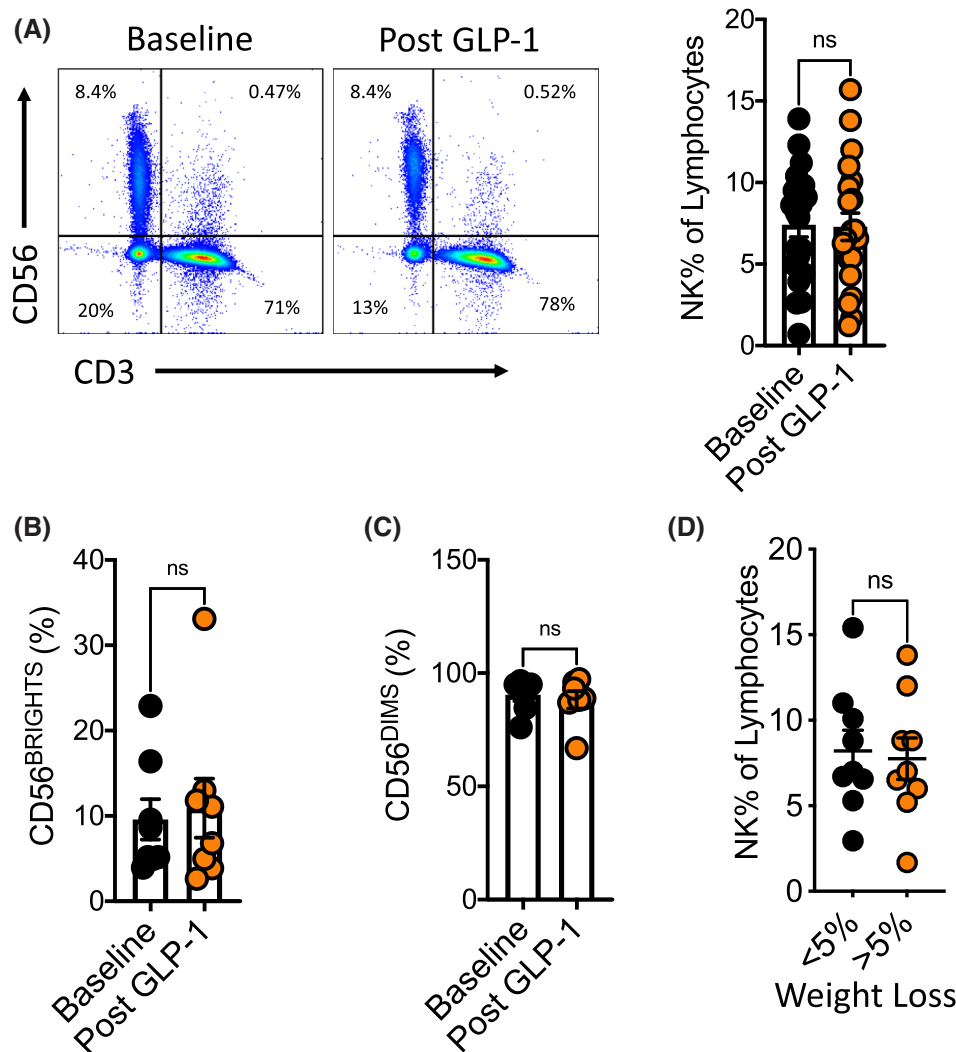 (A)
Baseline
Post GLP-1
8.4%
0.47%
20%
71%
8.4%
0.52%
13%
78%
CD56
CD3
NK% of Lymphocytes
20
15
10
5
0
ns
Baseline
Post GLP-1
(B)
CD56BRIGHTS (%)
40
30
20
10
0
ns
Baseline
Post GLP-1
(C)
CD56DIMS (%)
150
100
50
0
ns
Baseline
Post GLP-1
(D)
NK% of Lymphocytes
20
15
10
5
0
ns
<5%
>5%
Weight Loss